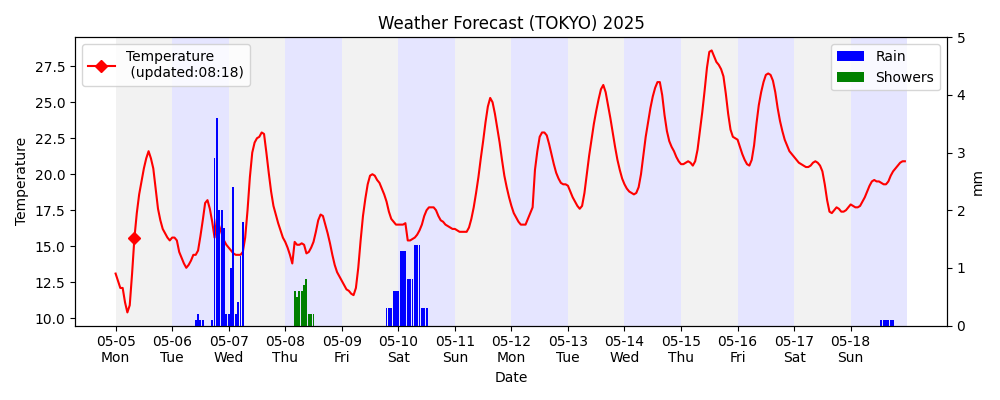 Weather Forecast (TOKYO) 2025
Temperature
(updated:08:18)
Rain
Showers
Temperature
27.5
25.0
22.5
20.0
17.5
15.0
12.5
10.0
5
4
3
2
1
0
mm
05-05 05-06 05-07 05-08 05-09 05-10 05-11 05-12 05-13 05-14 05-15 05-16 05-17 05-18
Mon Tue Wed Thu Fri Sat Sun Mon Tue Wed Thu Fri Sat Sun
Date